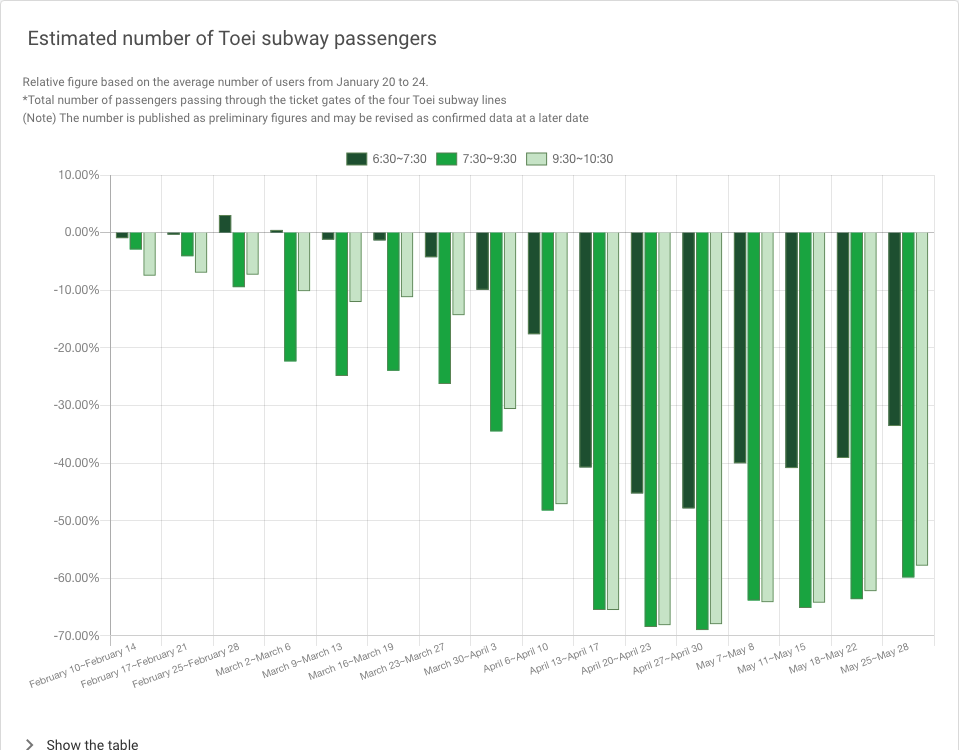 Estimated number of Toei subway passengers
Relative figure based on the average number of users from January 20 to 24.
*Total number of passengers passing through the ticket gates of the four Toei subway lines
(Note) The number is published as preliminary figures and may be revised as confirmed data at a later date
6:30~7:30 7:30~9:30 9:30~10:30
10.00%
0.00%
-10.00%
-20.00%
-30.00%
-40.00%
-50.00%
-60.00%
-70.00%
February 10~February 14
February 17~February 21
February 25~February 28
March 2~March 6
March 9~March 13
March 16~March 19
March 23~March 27
March 30~April 3
April 6~April 10
April 13~April 17
April 20~April 23
April 27~April 30
May 7~May 8
May 11~May 15
May 18~May 22
May 25~May 28
Show the table